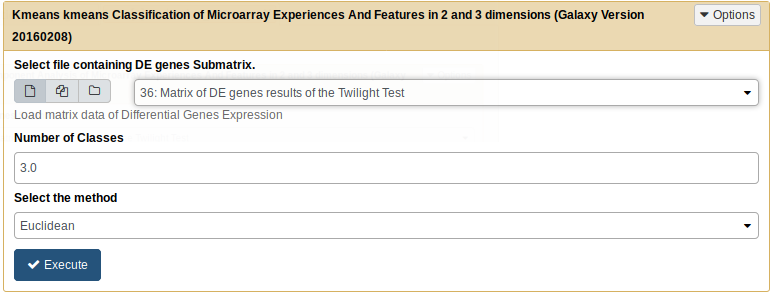 Kmeans kmeans Classification of Microarray Experiences And Features in 2 and 3 dimensions (Galaxy Version
20160208)
Options
Select file containing DE genes Submatrix.
36: Matrix of DE genes results of the Twilight Test
Load matrix data of Differential Genes Expression
Number of Classes
3.0
Select the method
Euclidean
Execute